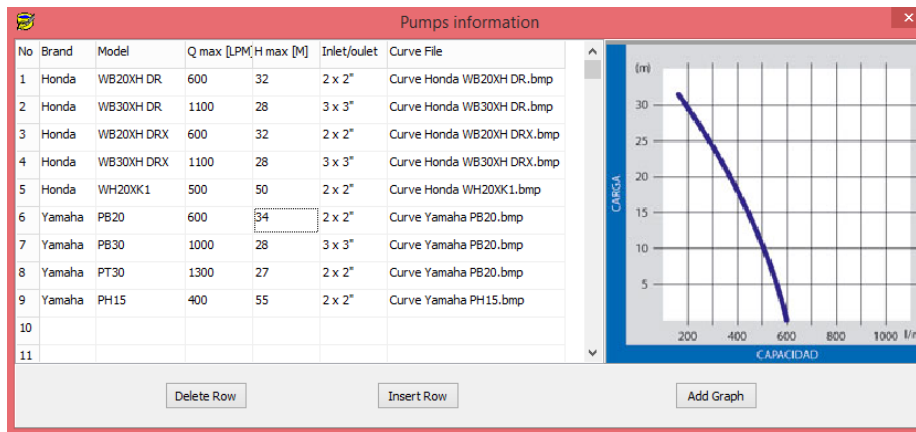 Pumps information
No Brand Model Q max [LPM] H max [M] Inlet/oulet Curve File
1 Honda WB20XH DR 600 32 2 x 2" Curve Honda WB20XH DR.bmp
2 Honda WB30XH DR 1100 28 3 x 3" Curve Honda WB30XH DR.bmp
3 Honda WB20XH DRX 600 32 2 x 2" Curve Honda WB20XH DRX.bmp
4 Honda WB30XH DRX 1100 28 3 x 3" Curve Honda WB30XH DRX.bmp
5 Honda WH20XK1 500 50 2 x 2" Curve Honda WH20XK1.bmp
6 Yamaha PB20 600 34 2 x 2" Curve Yamaha PB20.bmp
7 Yamaha PB30 1000 28 3 x 3" Curve Yamaha PB20.bmp
8 Yamaha PT30 1300 27 2 x 2" Curve Yamaha PB20.bmp
9 Yamaha PH15 400 55 2 x 2" Curve Yamaha PH15.bmp
10
11
(m)
30
25
20
15
10
5
CARGA
200 400 600 800 1000
CAPACIDAD
Delete Row Insert Row Add Graph